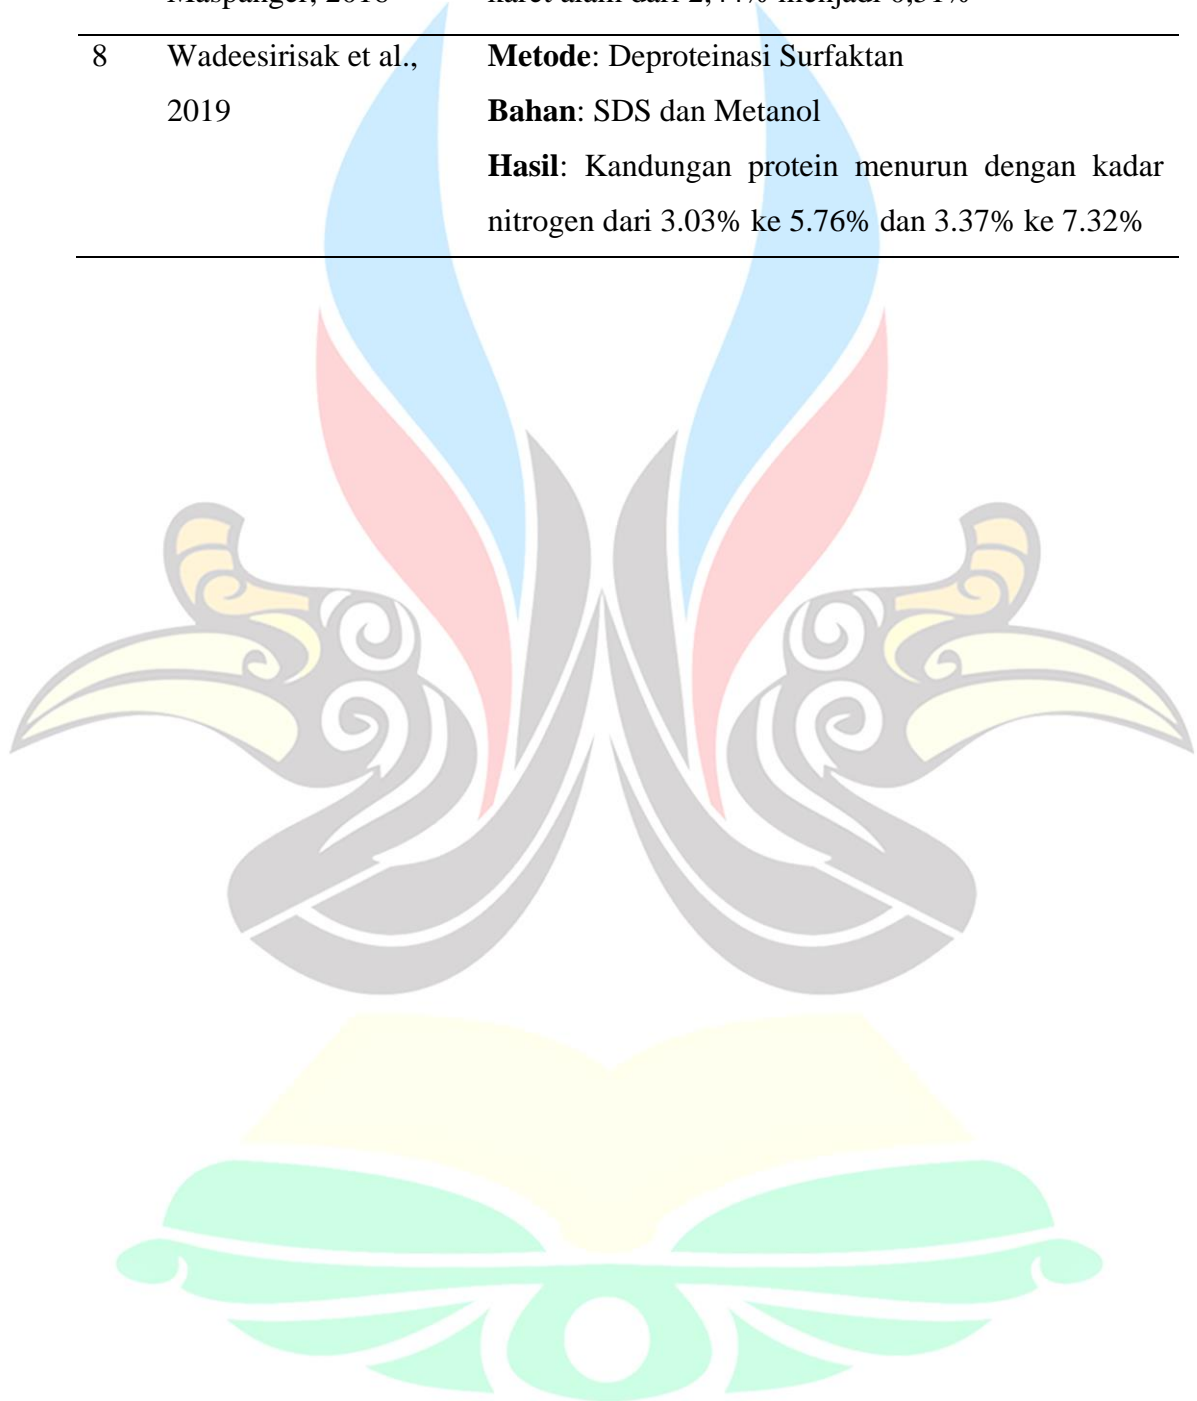 8 Wadeesirisak et al., Metode: Deproteinasi Surfaktan
2019 Bahan: SDS dan Metanol
Hasil: Kandungan protein menurun dengan kadar
nitrogen dari 3.03% ke 5.76% dan 3.37% ke 7.32%